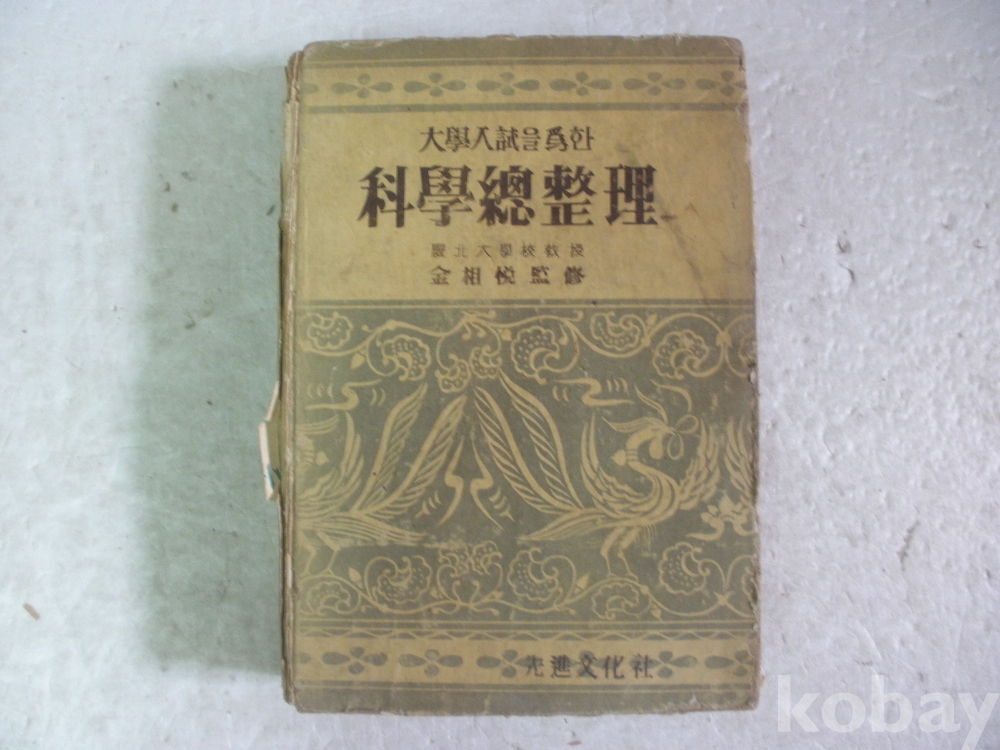 大學入試을 爲한
科學總整理
慶北大學校敎授
金相悅監修
先進文化社
kobay